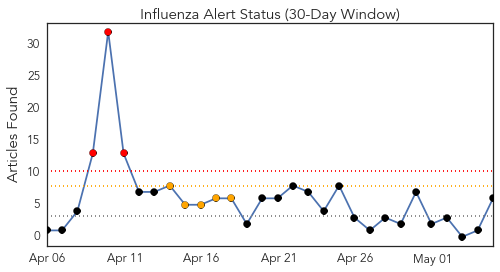 Influenza Alert Status (30-Day Window)
Articles Found
30
25
20
15
10
5
0
Apr 06
Apr 11
Apr 16
Apr 21
Apr 26
May 01